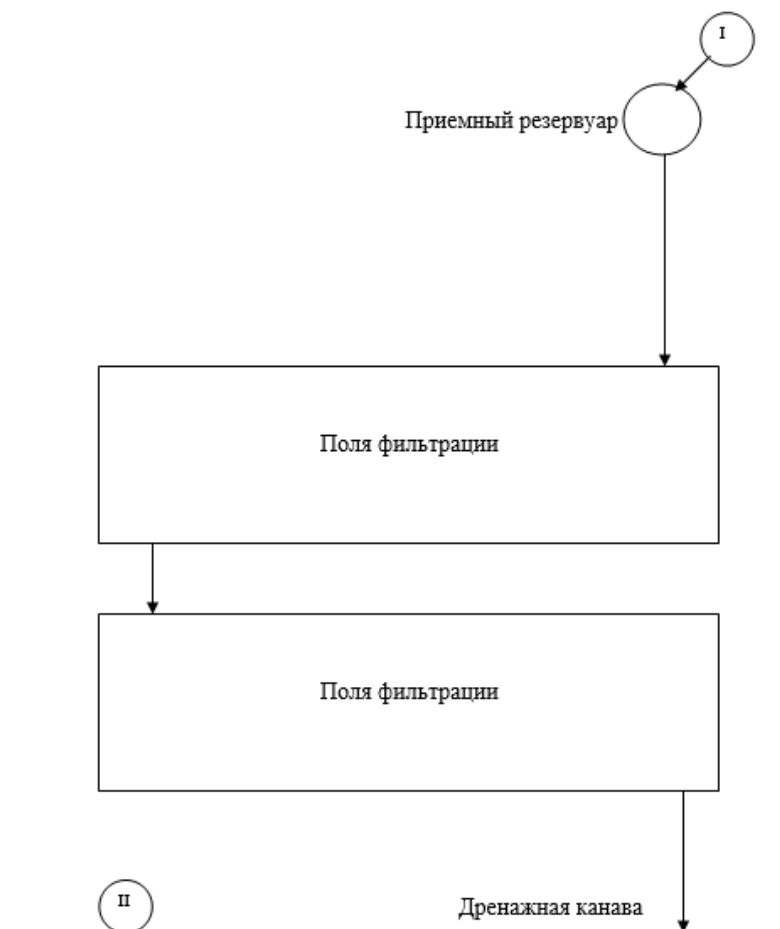 I
Приемный резервуар
Поля фильтрации
Поля фильтрации
II
Дренажная канава